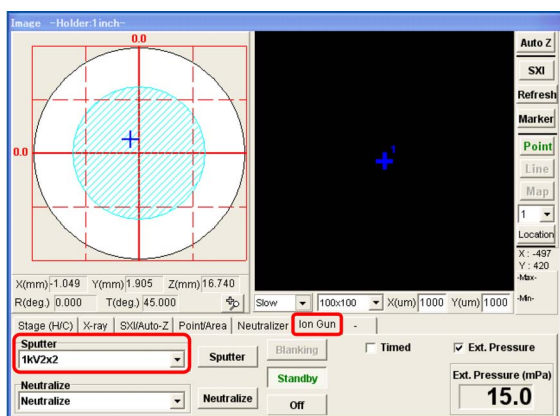 Image -Holder:1inch-
0.0
0.0
Auto Z
SXI
Refresh
Marker
Point
Line
Map
1
Location
X : -497
Y : 420
-Max-
-Min-
1
X(mm) -1.049 Y(mm) 1.905 Z(mm) 16.740
R(deg.) 0.000 T(deg.) 45.000
Slow 100x100 X(um) 1000 Y(um) 1000
Stage (H/C) X-ray SXI/Auto-Z Point/Area Neutralizer Ion Gun -
Sputter
1kV2x2
Sputter
Blanking
Timed
Ext. Pressure
Standby
Ext. Pressure (mPa)
Neutralize
Neutralize
Neutralize
Off
15.0